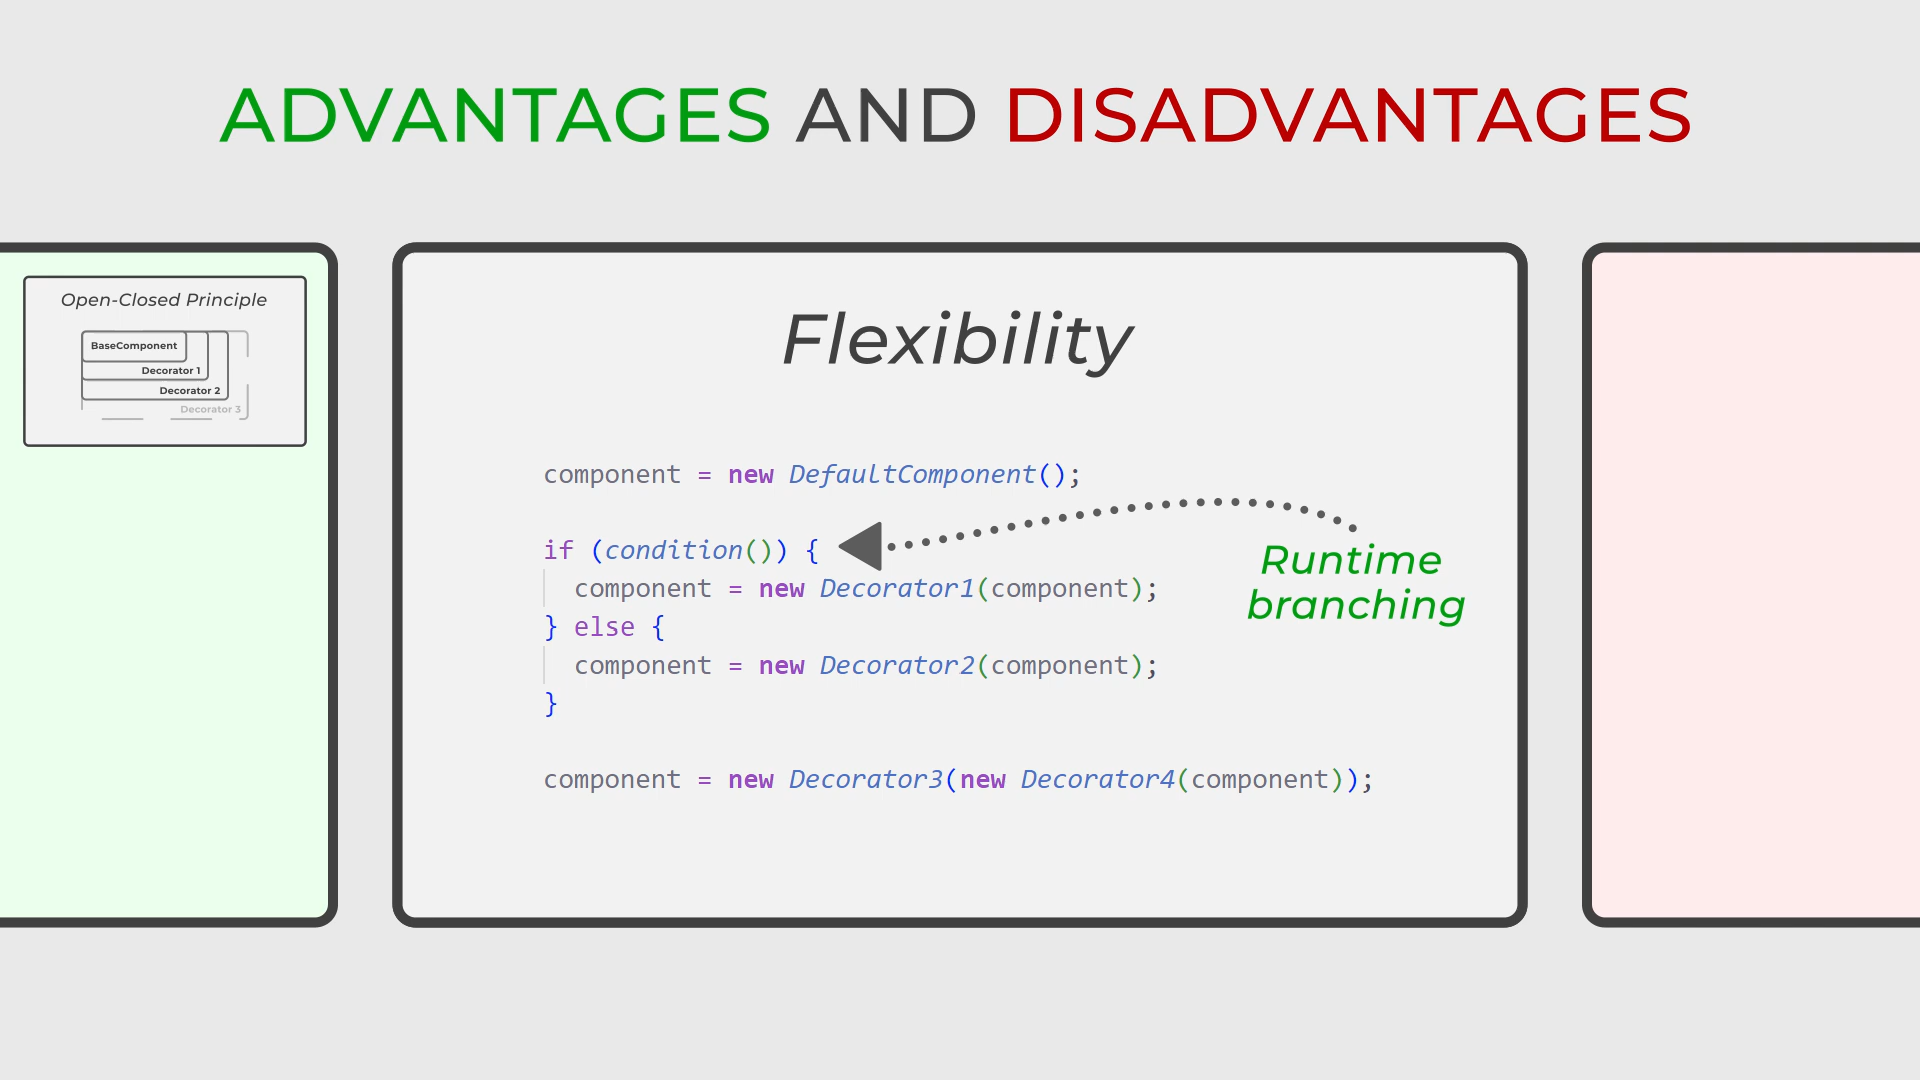 ADVANTAGES AND DISADVANTAGES
Open-Closed Principle
BaseComponent
Decorator 1
Decorator 2
Decorator 3
Flexibility
component = new DefaultComponent();
if (condition()) {
component = new Decorator1(component);
} else {
component = new Decorator2(component);
}
component = new Decorator3(new Decorator4(component));
Runtime
branching